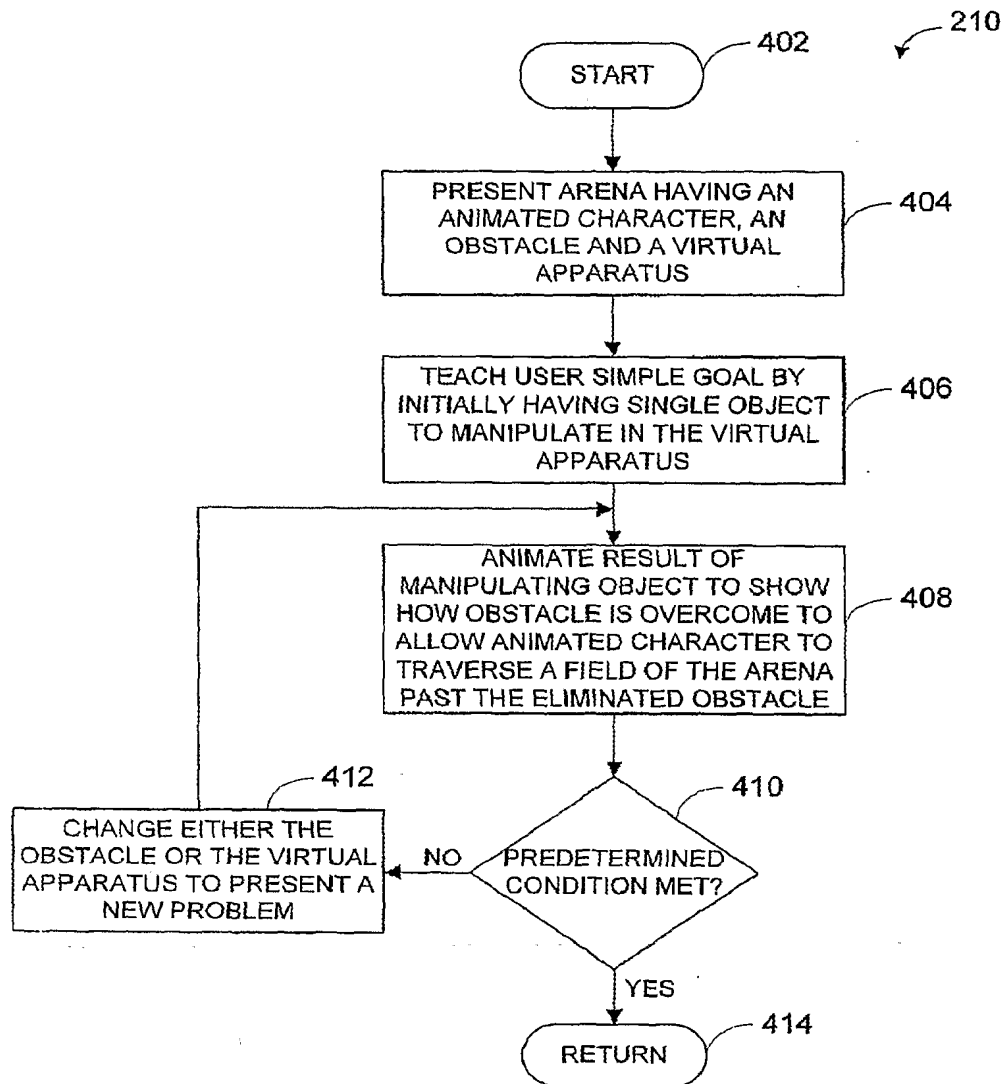 210
402
START
PRESENT ARENA HAVING AN
ANIMATED CHARACTER, AN
OBSTACLE AND A VIRTUAL
APPARATUS
404
TEACH USER SIMPLE GOAL BY
INITIALLY HAVING SINGLE OBJECT
TO MANIPULATE IN THE VIRTUAL
APPARATUS
406
ANIMATE RESULT OF
MANIPULATING OBJECT TO SHOW
HOW OBSTACLE IS OVERCOME TO
ALLOW ANIMATED CHARACTER TO
TRAVERSE A FIELD OF THE ARENA
PAST THE ELIMINATED OBSTACLE
408
410
PREDETERMINED
CONDITION MET?
NO
412
CHANGE EITHER THE
OBSTACLE OR THE VIRTUAL
APPARATUS TO PRESENT A
NEW PROBLEM
YES
RETURN
414